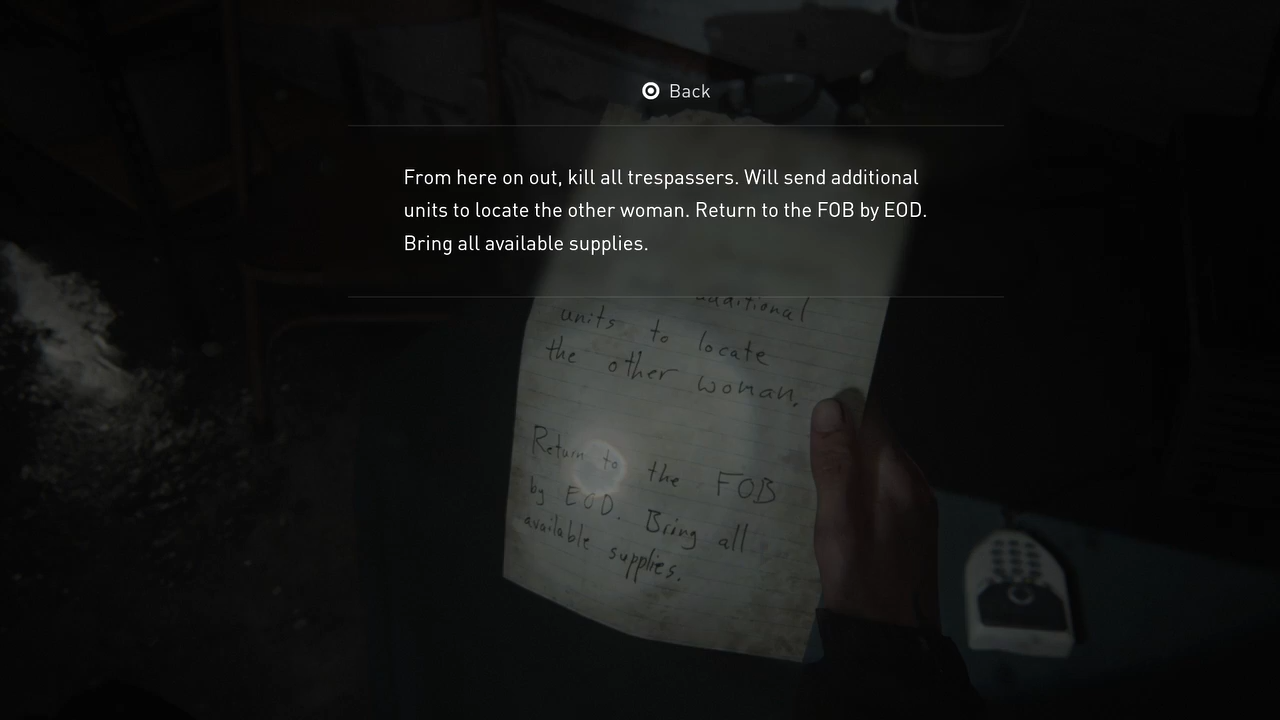 Back
From here on out, kill all trespassers. Will send additional
units to locate the other woman. Return to the FOB by EOD.
Bring all available supplies.
additional
units to locate
the other woman.
Return to the FOB
by EOD. Bring all
available supplies.